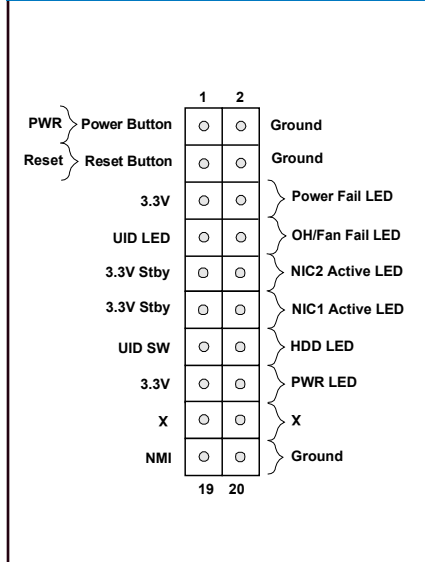 1 2
PWR Power Button Ground
Reset Reset Button Ground
3.3V Power Fail LED
UID LED OH/Fan Fail LED
3.3V Stby NIC2 Active LED
3.3V Stby NIC1 Active LED
UID SW HDD LED
3.3V PWR LED
X X
NMI Ground
19 20